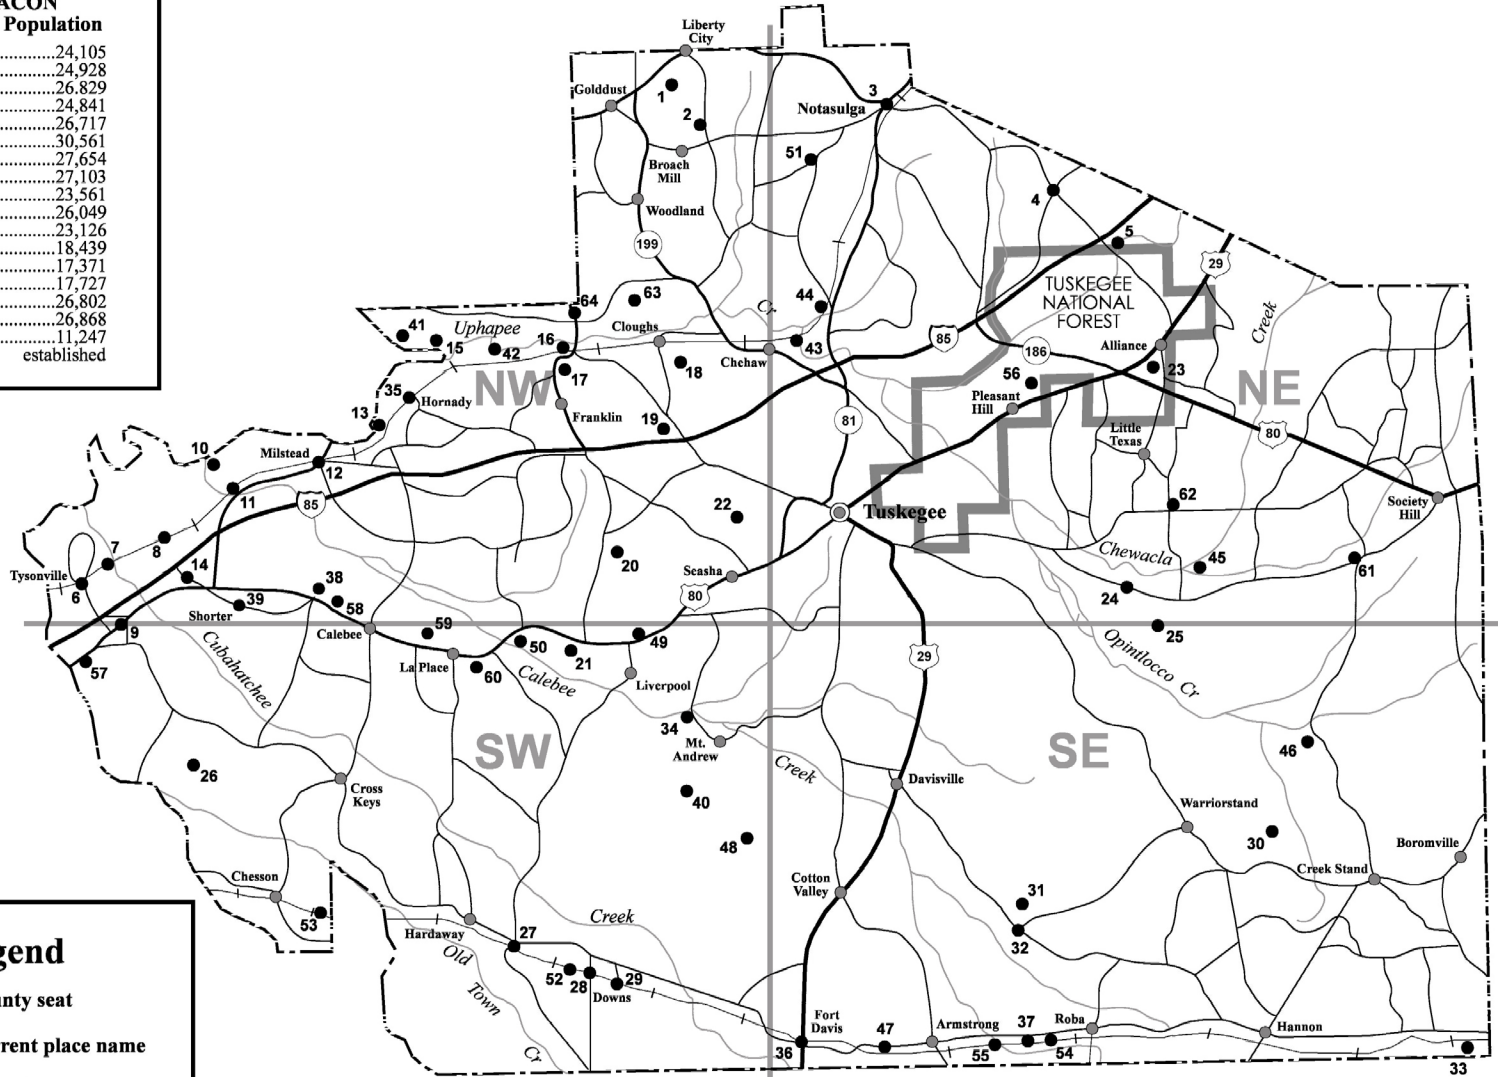 ACON
Population
24,105
24,928
26.829
24,841
26,717
30,561
27,654
27,103
23,561
26,049
23,126
18,439
17,371
17,727
26,802
26,868
11,247
established
Liberty
City
Golddust
1
2
3
Notasulga
51
Broach
Mill
4
Woodland
199
5
29
TUSKEGEE
NATIONAL
FOREST
64
63
44
Cr.
Creek
41
Uphapee
15
42
16
Cloughs
Chehaw
43
85
186
Alliance
17
18
56
23
NW
NE
35
Hornady
Franklin
Pleasant
Hill
13
19
81
Little
Texas
80
10
Milstead
12
11
85
22
Tuskegee
62
Society
Hill
7
8
Tysonville
6
14
38
20
Scasha
Chewacla
45
61
39
58
80
24
Shorter
9
Calebee
59
49
25
57
Cubahatchee
La Place
50
21
29
Opintlocco Cr
60
Calebee
Liverpool
34
Mt.
Andrew
SW
SE
46
26
Creek
Davisville
Cross
Keys
40
Warriorstand
48
30
Boromville
Chesson
Cotton
Valley
Creek Stand
31
53
Creek
32
Hardaway
27
Old
Town
Cr
52
28
29
Downs
Fort
Davis
36
47
Armstrong
55
37
54
Roba
Hannon
33
gend
unty seat
rrent place name